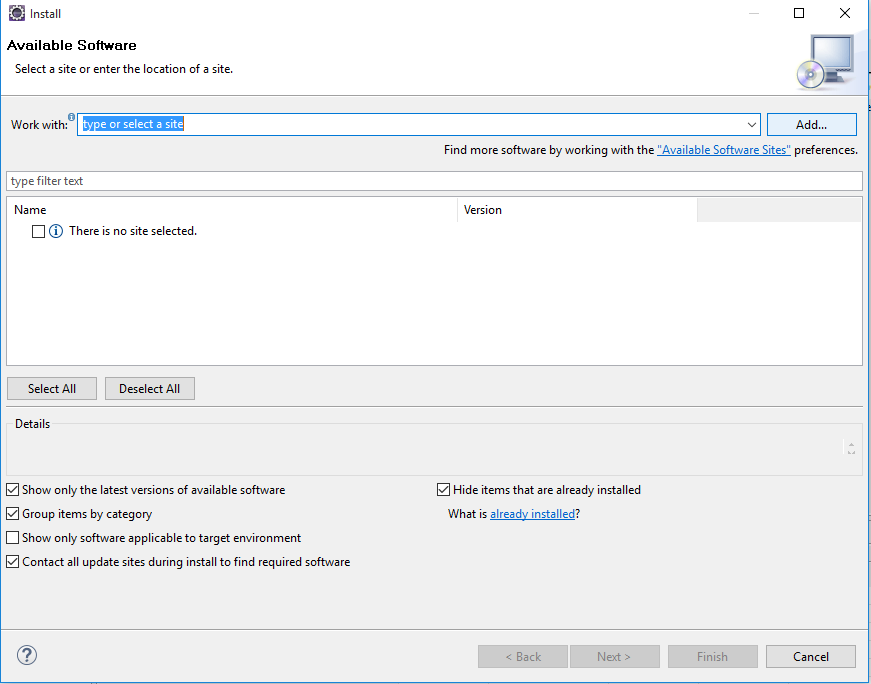 Install
Available Software
Select a site or enter the location of a site.
Work with: type or select a site Add...
Find more software by working with the "Available Software Sites" preferences.
type filter text
Name Version
There is no site selected.
Select All Deselect All
Details
Show only the latest versions of available software Hide items that are already installed
Group items by category What is already installed?
Show only software applicable to target environment
Contact all update sites during install to find required software
? < Back Next > Finish Cancel